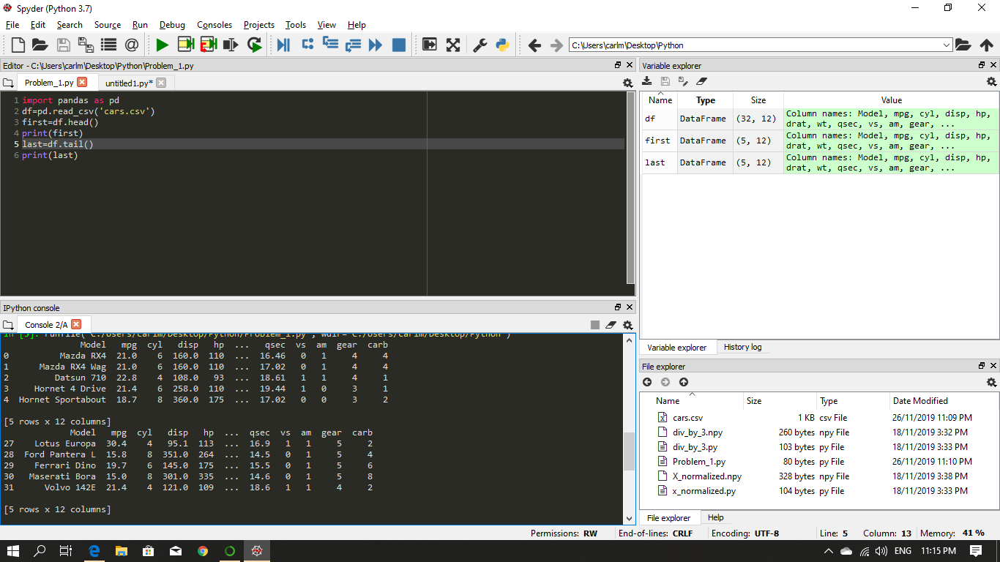 Spyder (Python 3.7)
File Edit Search Source Run Debug Consoles Projects Tools View Help
C:\Users\carlm\Desktop\Python
Editor - C:\Users\carlm\Desktop\Python\Problem_1.py
Problem_1.py untitled1.py*
1 import pandas as pd
2 df=pd.read_csv('cars.csv')
3 first=df.head()
4 print(first)
5 last=df.tail()
6 print(last)
Variable explorer
Name Type Size Value
df DataFrame (32, 12) Column names: Model, mpg, cyl, disp, hp,
drat, wt, qsec, vs, am, gear, ...
first DataFrame (5, 12) Column names: Model, mpg, cyl, disp, hp,
drat, wt, qsec, vs, am, gear, ...
last DataFrame (5, 12) Column names: Model, mpg, cyl, disp, hp,
drat, wt, qsec, vs, am, gear, ...
Variable explorer History log
IPython console
Console 2/A
In [3]: runfile('C:/Users/carlm/Desktop/Python/Problem_1.py', wdir='C:/Users/carlm/Desktop/Python')
Model mpg cyl disp hp ... qsec vs am gear carb
0 Mazda RX4 21.0 6 160.0 110 ... 16.46 0 1 4 4
1 Mazda RX4 Wag 21.0 6 160.0 110 ... 17.02 0 1 4 4
2 Datsun 710 22.8 4 108.0 93 ... 18.61 1 1 4 1
3 Hornet 4 Drive 21.4 6 258.0 110 ... 19.44 1 0 3 1
4 Hornet Sportabout 18.7 8 360.0 175 ... 17.02 0 0 3 2
[5 rows x 12 columns]
Model mpg cyl disp hp ... qsec vs am gear carb
27 Lotus Europa 30.4 4 95.1 113 ... 16.9 1 1 5 2
28 Ford Pantera L 15.8 8 351.0 264 ... 14.5 0 1 5 4
29 Ferrari Dino 19.7 6 145.0 175 ... 15.5 0 1 5 6
30 Maserati Bora 15.0 8 301.0 335 ... 14.6 0 1 5 8
31 Volvo 142E 21.4 4 121.0 109 ... 18.6 1 1 4 2
[5 rows x 12 columns]
File explorer
Name Size Type Date Modified
cars.csv 1 KB csv File 26/11/2019 11:09 PM
div_by_3.npy 260 bytes npy File 18/11/2019 3:32 PM
div_by_3.py 103 bytes py File 18/11/2019 3:33 PM
Problem_1.py 80 bytes py File 26/11/2019 11:10 PM
X_normalized.npy 328 bytes npy File 18/11/2019 3:38 PM
x_normalized.py 104 bytes py File 18/11/2019 3:33 PM
File explorer Help
Permissions: RW End-of-lines: CRLF Encoding: UTF-8 Line: 5 Column: 13 Memory: 41 %
ENG 11:15 PM